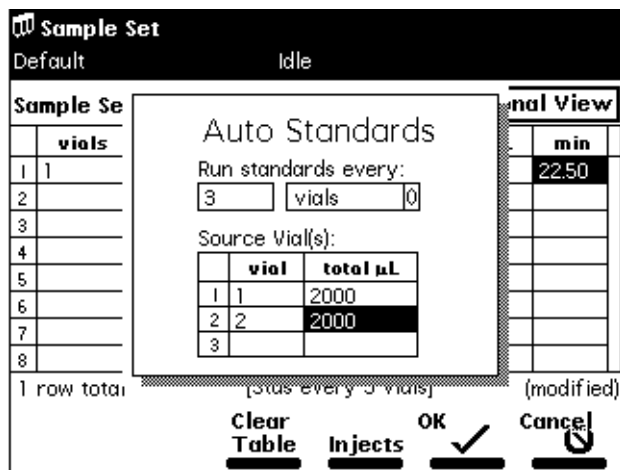 Sample Set
Default Idle
Sample Se nal View
vials min
1 1 22.50
2
3
4
5
6
7
8
Auto Standards
Run standards every:
3 vials 0
Source Vial(s):
vial total µL
1 1 2000
2 2 2000
3
1 row total (modified)
Clear Table Injects OK Cancel